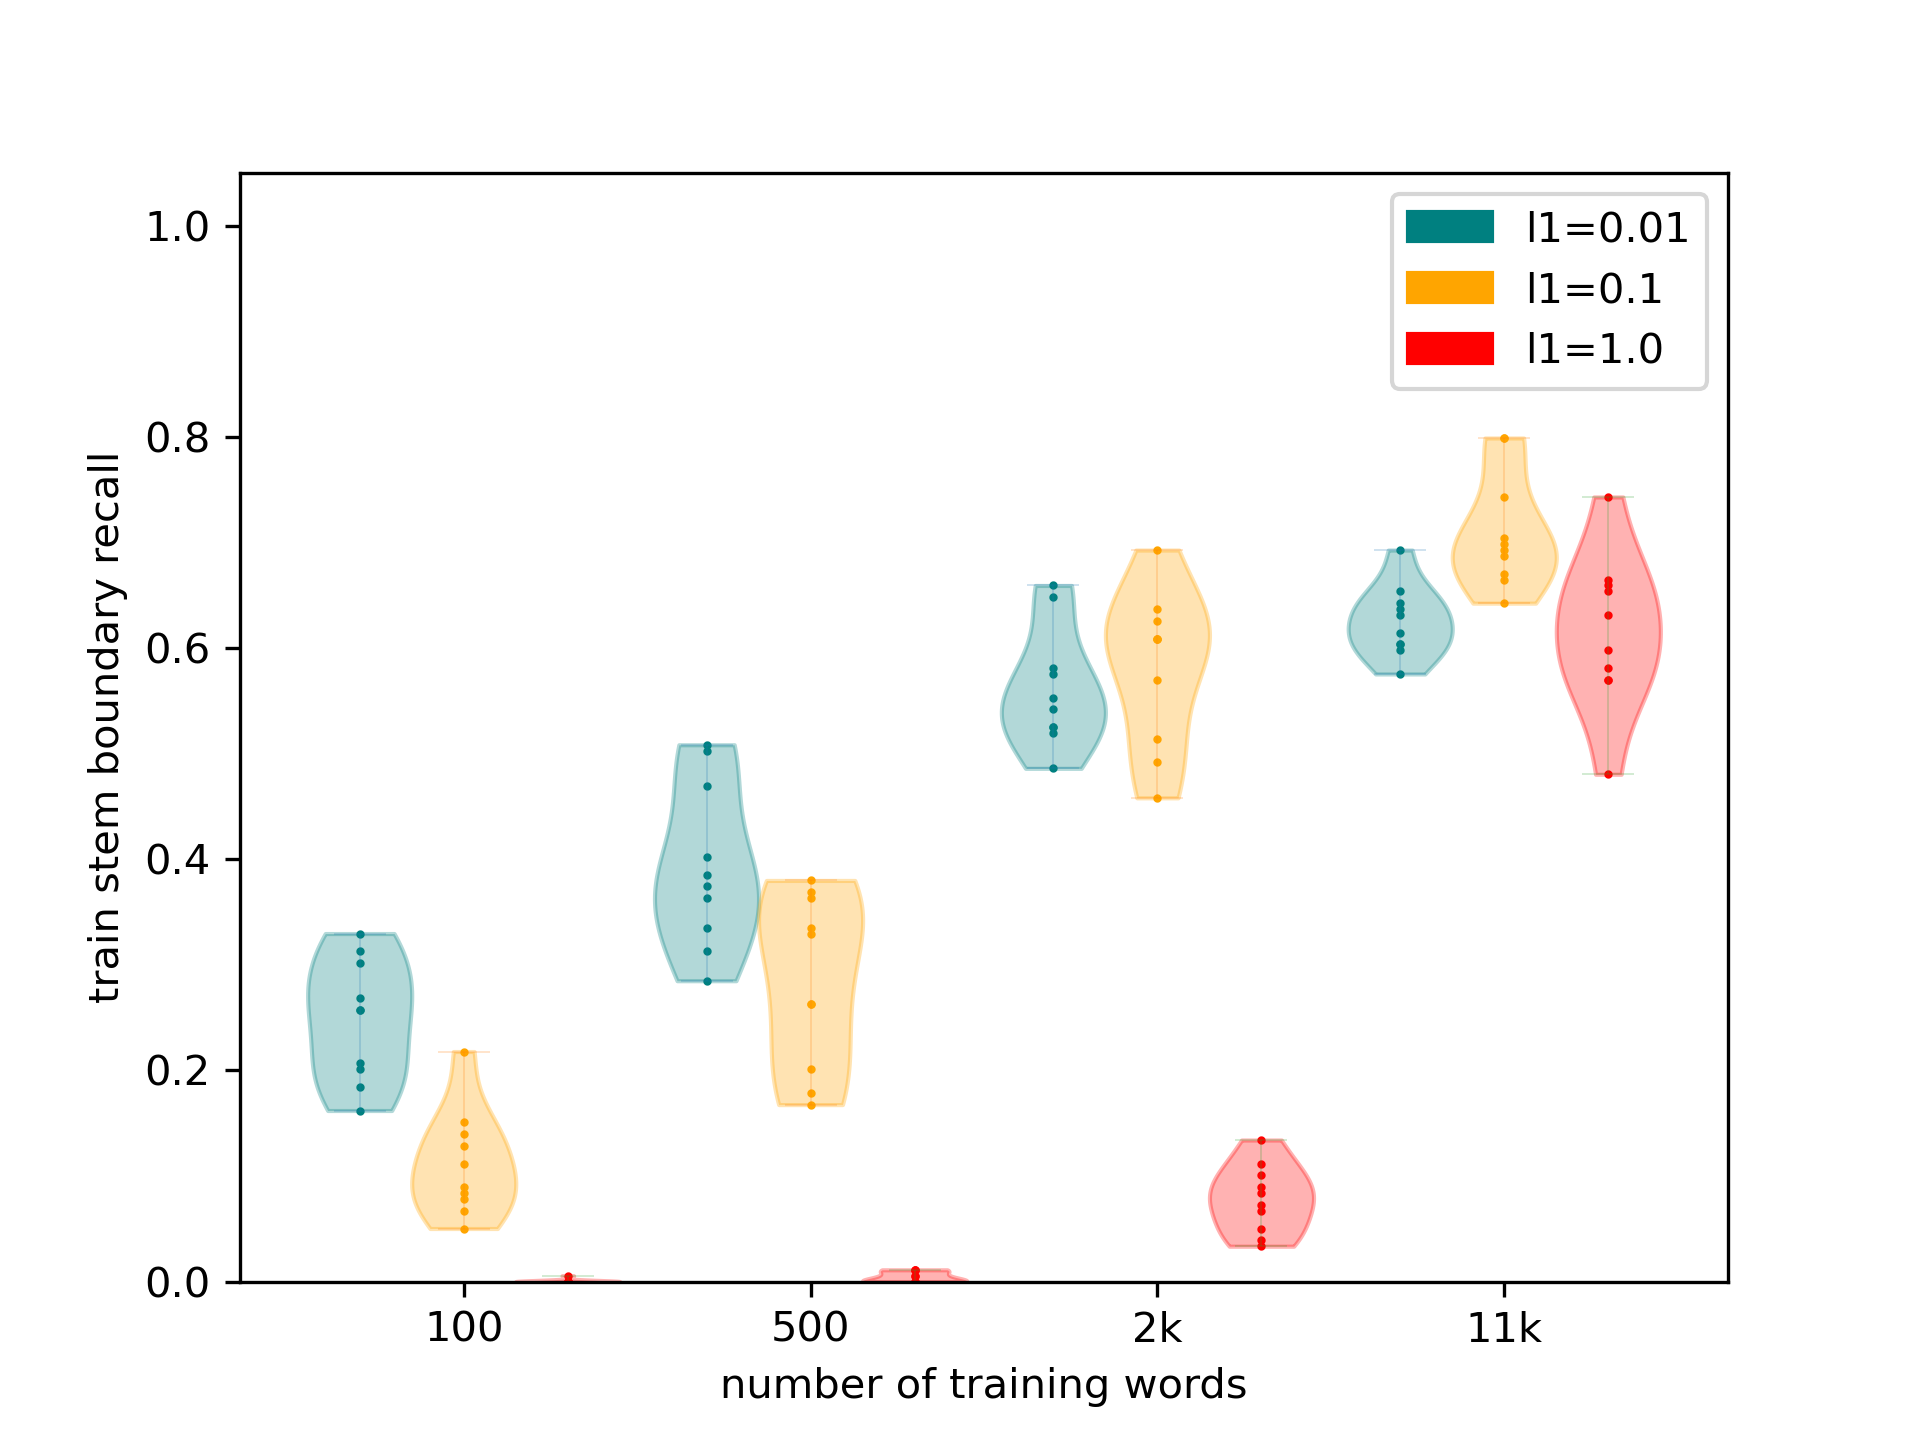 l1=0.01
l1=0.1
l1=1.0
1.0
0.8
0.6
0.4
0.2
0.0
train stem boundary recall
100 500 2k 11k
number of training words